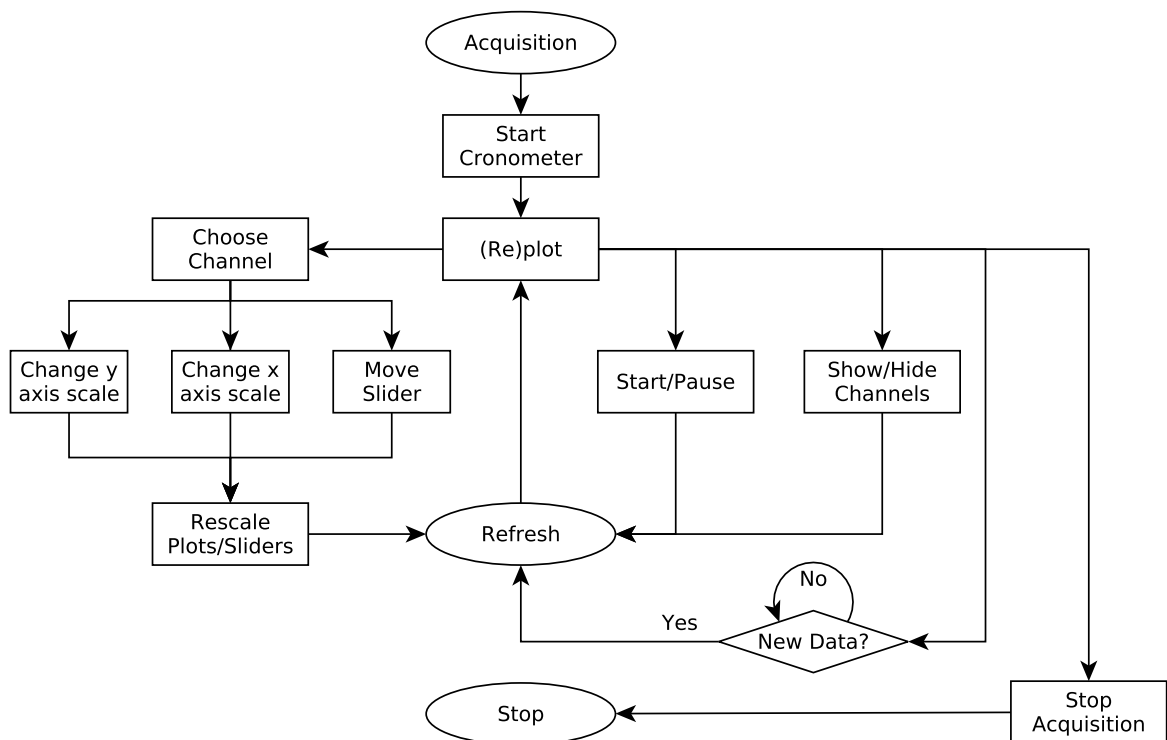 Acquisition
Start
Cronometer
Choose
Channel
(Re)plot
Change y
axis scale
Change x
axis scale
Move
Slider
Start/Pause
Show/Hide
Channels
Rescale
Plots/Sliders
Refresh
No
Yes
New Data?
Stop
Stop
Acquisition